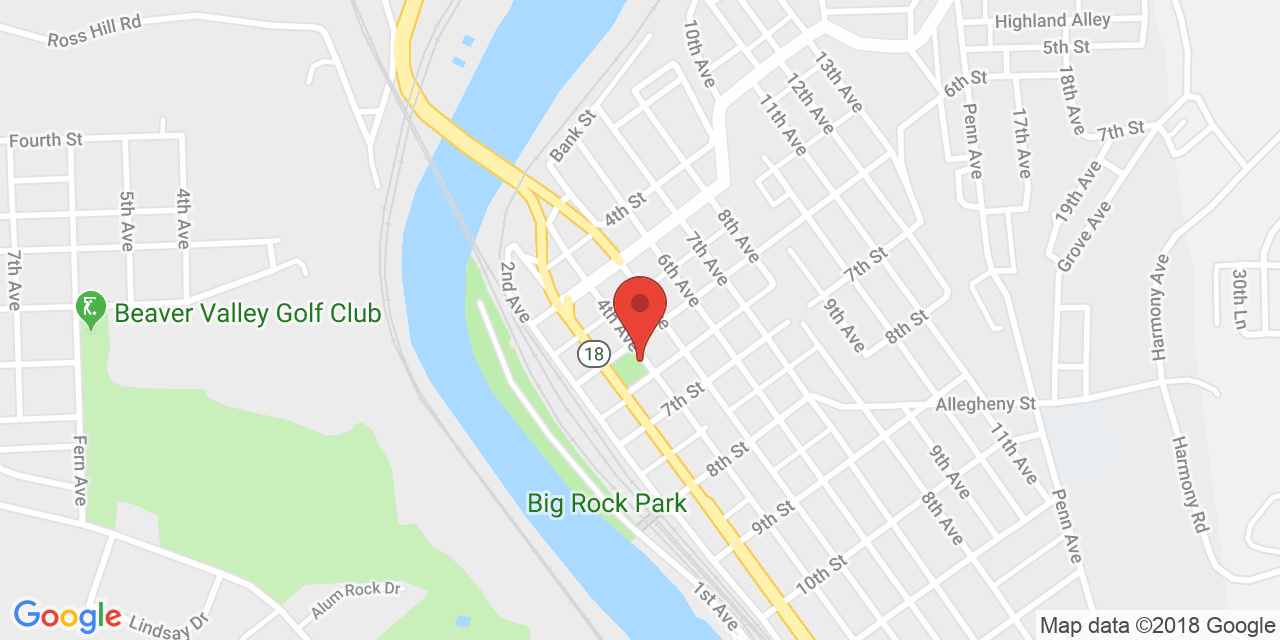 Ross Hill Rd
Highland Alley
5th St
10th Ave
13th Ave
12th Ave
11th Ave
6th St
18th Ave
17th Ave
Penn Ave
7th St
Bank St
Fourth St
5th Ave
4th Ave
7th Ave
4th St
8th Ave
7th Ave
6th Ave
19th Ave
Grove Ave
Harmony Ave
30th Ln
2nd Ave
7th St
9th Ave
8th St
4th Ave
Beaver Valley Golf Club
18
7th St
Allegheny St
Fern Ave
8th St
11th Ave
9th Ave
8th Ave
Penn Ave
Harmony Rd
Big Rock Park
9th St
10th St
1st Ave
Alum Rock Dr
Lindsay Dr
Google
Map data ©2018 Google